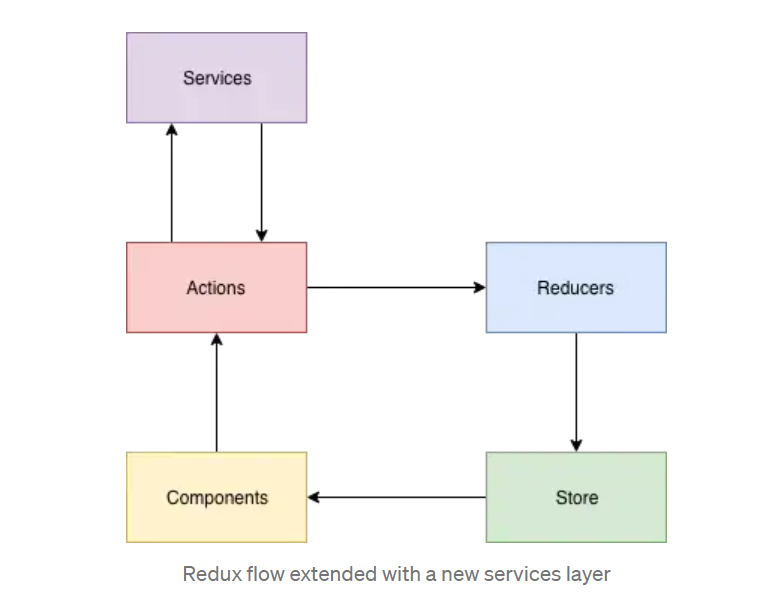 Services
Actions
Reducers
Components
Store
Redux flow extended with a new services layer